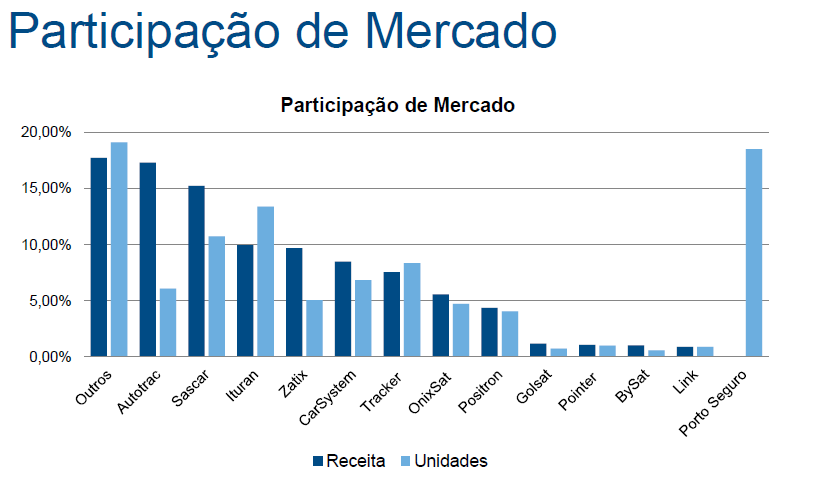 Participação de Mercado
Participação de Mercado
20,00%
15,00%
10,00%
5,00%
0,00%
Outros
Autotrac
Sascar
Ituran
Zatix
CarSystem
Tracker
OnixSat
Positron
Golsat
Pointer
BySat
Link
Porto Seguro
Receita Unidades